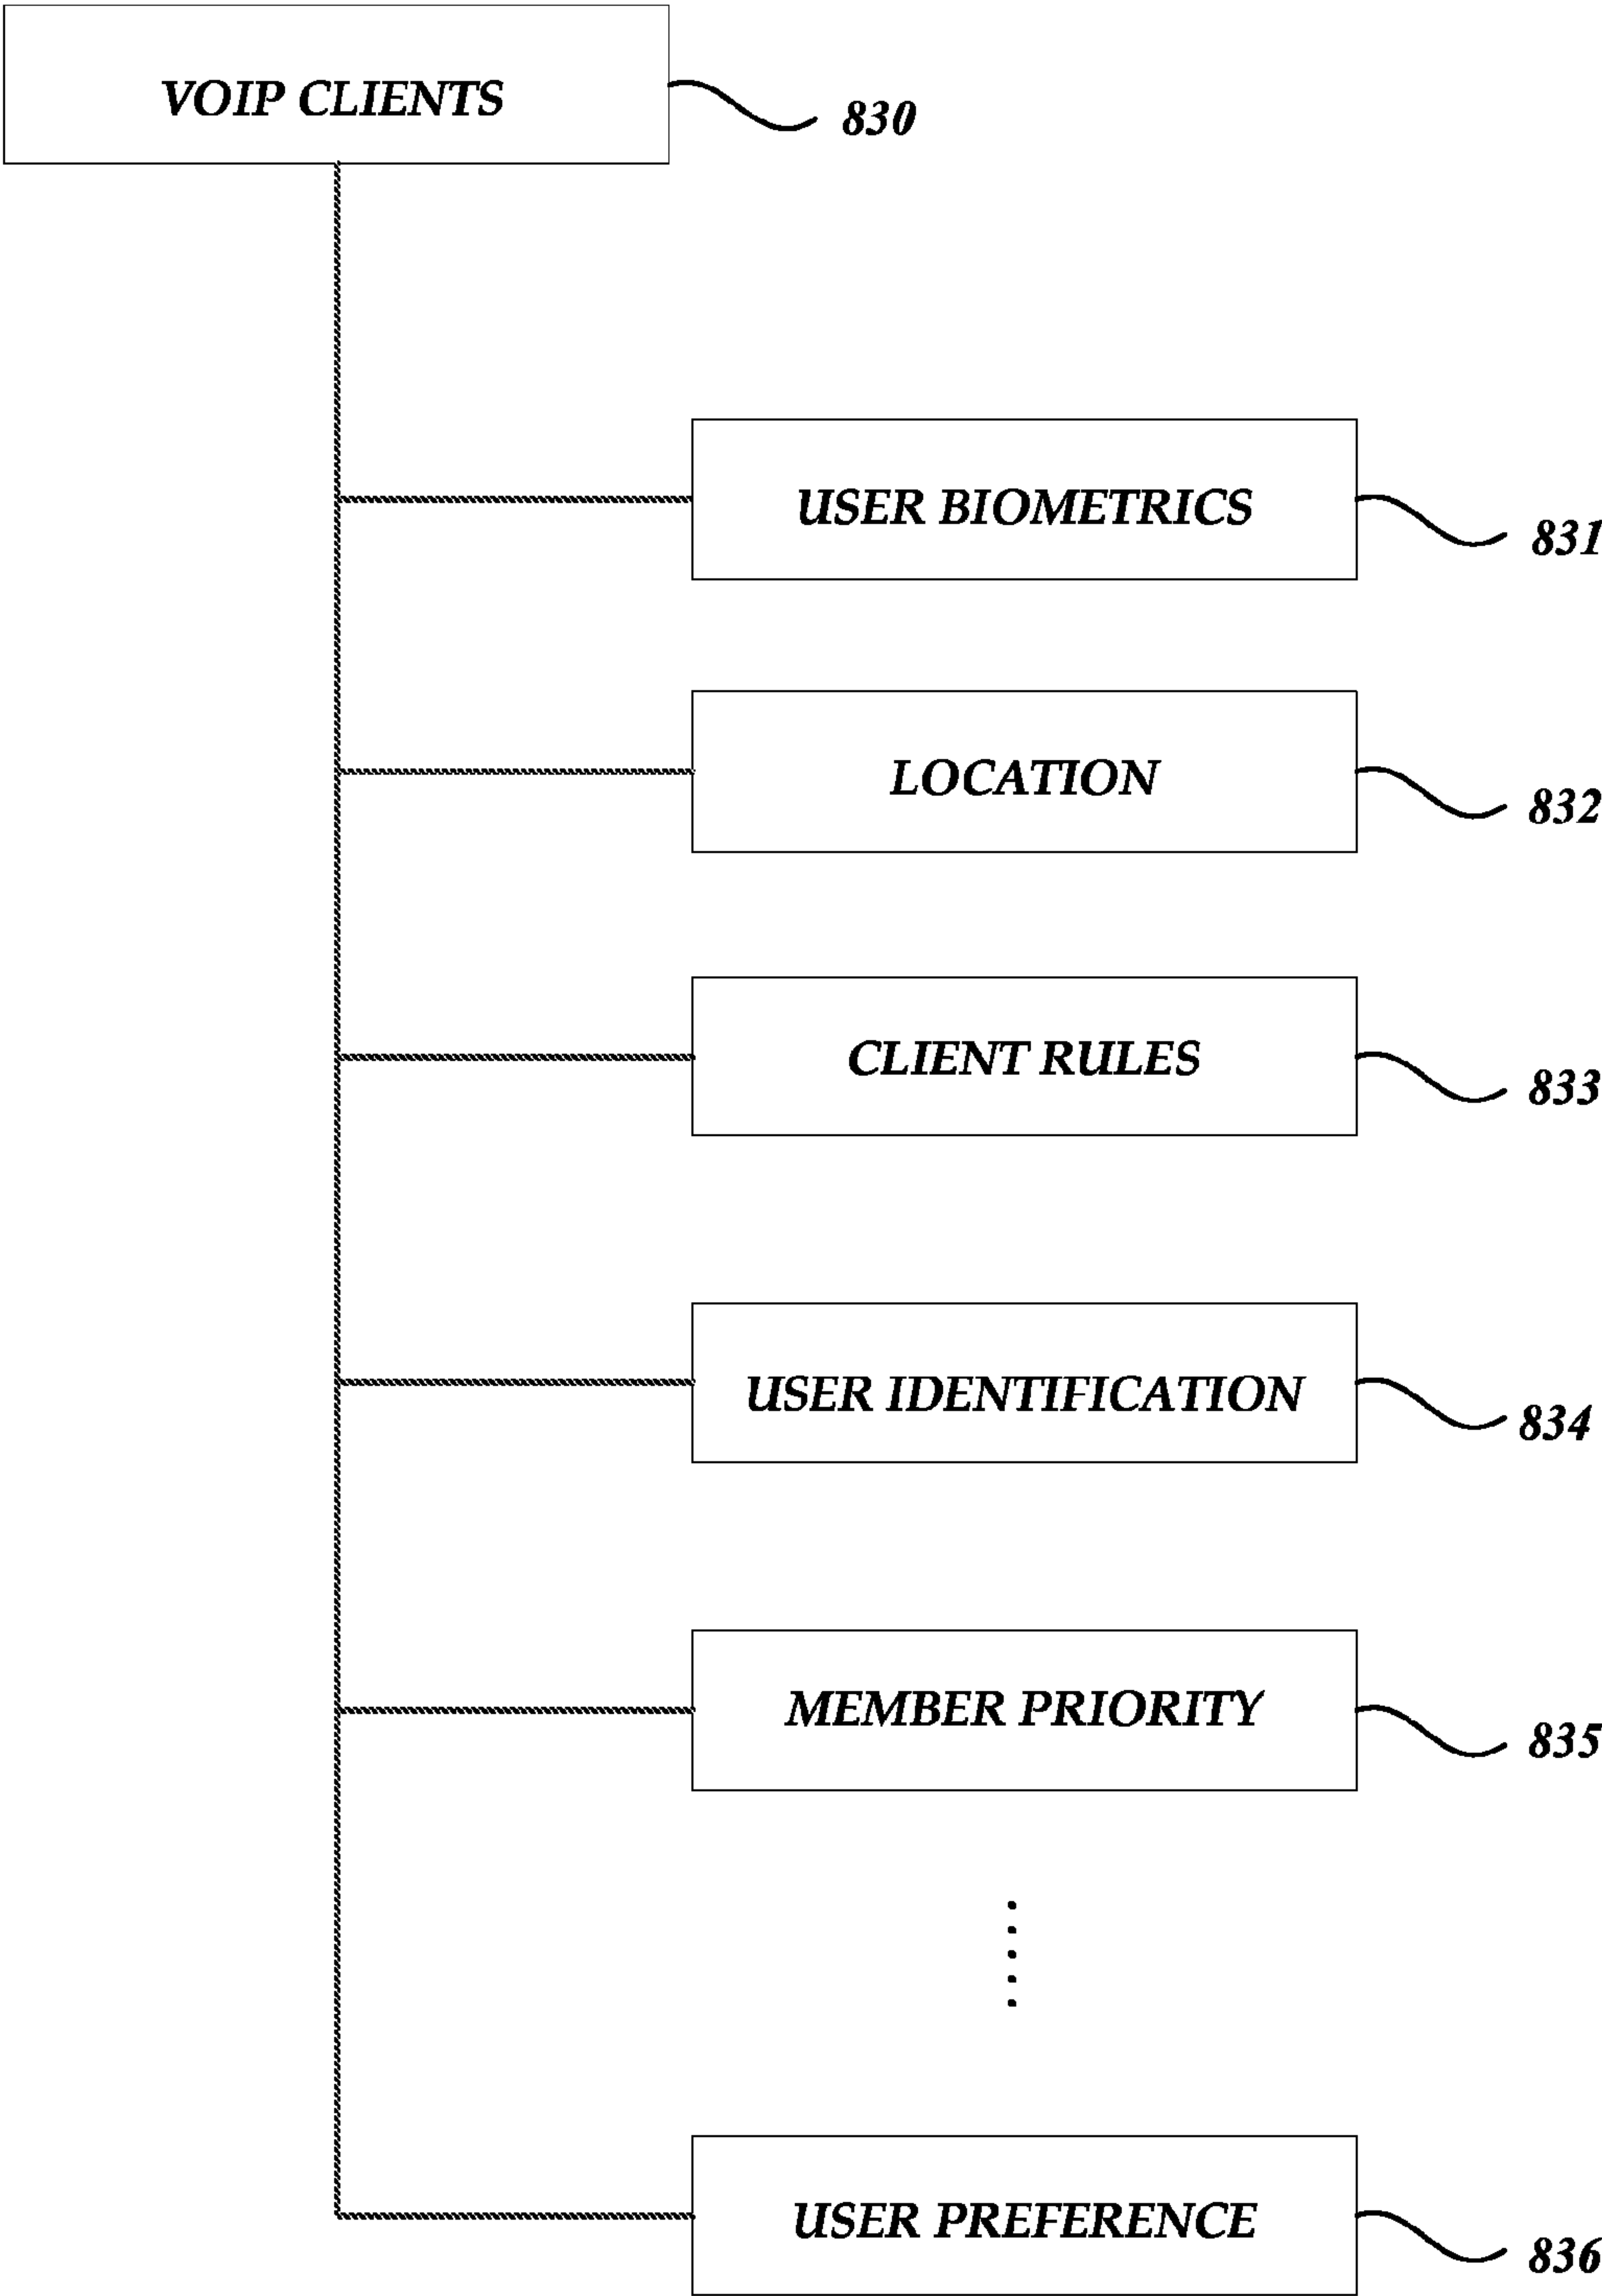 VOIP CLIENTS
830
USER BIOMETRICS
831
LOCATION
832
CLIENT RULES
833
USER IDENTIFICATION
834
MEMBER PRIORITY
835
USER PREFERENCE
836